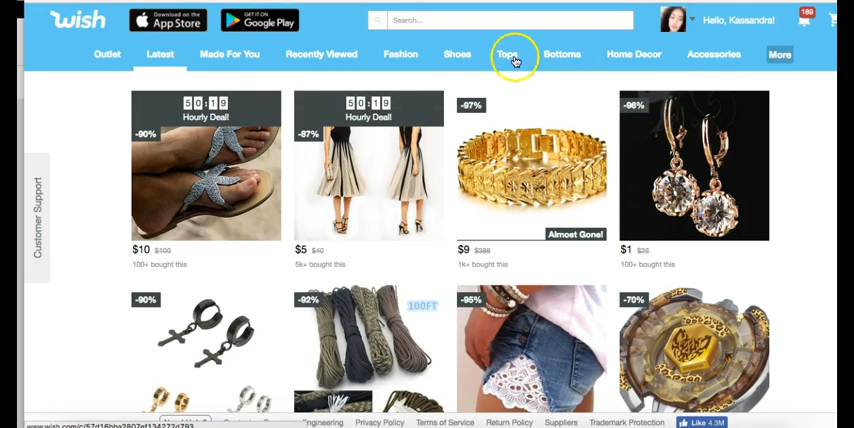 wish
Download on the App Store
GET IT ON Google Play
Search...
Hello, Kassandra!
189
Outlet Latest Made For You Recently Viewed Fashion Shoes Tops Bottoms Home Decor Accessories More
50:19
Hourly Deal!
-90%
50:19
Hourly Deal!
-87%
-97%
Almost Gone!
-96%
$10 $100
100+ bought this
$5 $40
5k+ bought this
$9 $388
1k+ bought this
$1 $25
100+ bought this
Customer Support
-90%
-92%
100FT
-95%
-70%
Engineering Privacy Policy Terms of Service Return Policy Suppliers Trademark Protection Like 4.3M